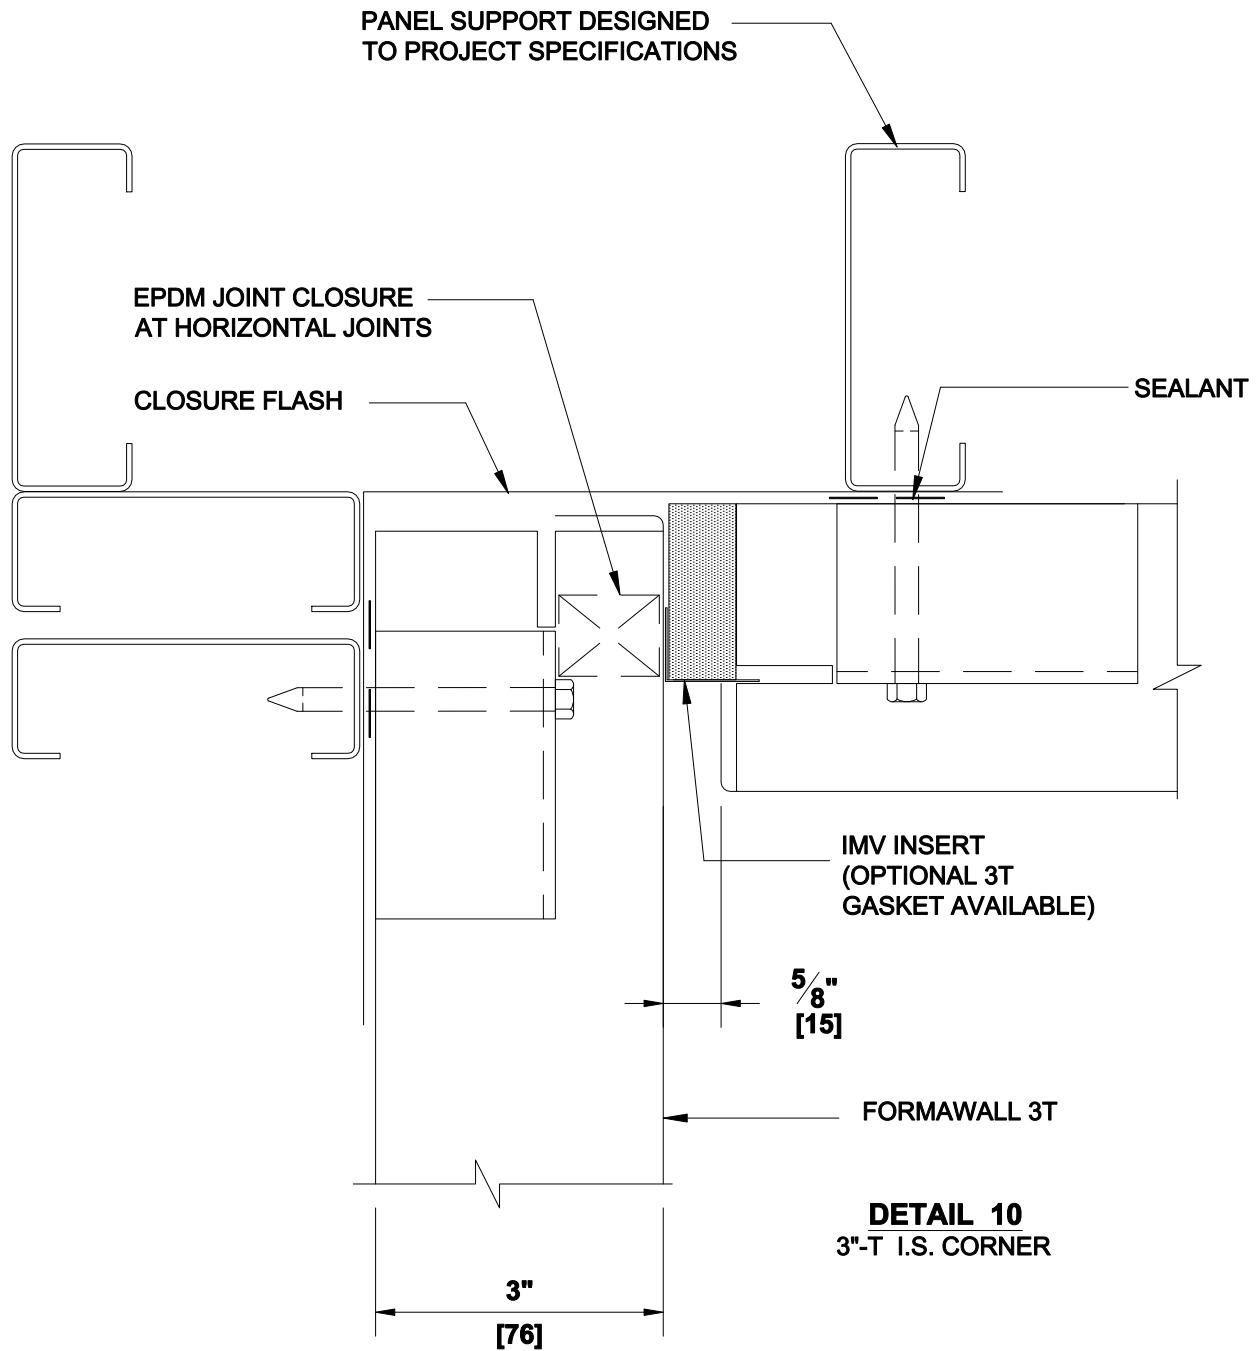 PANEL SUPPORT DESIGNED
TO PROJECT SPECIFICATIONS
EPDM JOINT CLOSURE
AT HORIZONTAL JOINTS
CLOSURE FLASH
SEALANT
IMV INSERT
(OPTIONAL 3T
GASKET AVAILABLE)
5/8"
[15]
FORMAWALL 3T
DETAIL 10
3"-T I.S. CORNER
3"
[76]